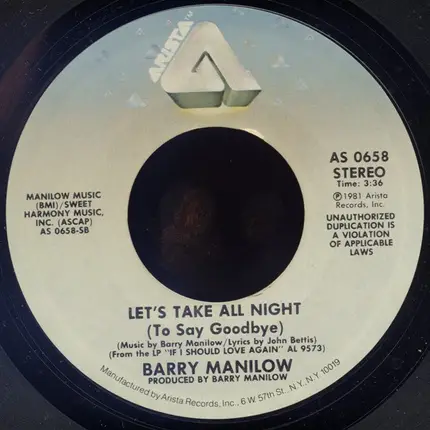 ARISTA™
MANILOW MUSIC
(BMI)/SWEET
HARMONY MUSIC,
INC. (ASCAP)
AS 0658-SB
AS 0658
STEREO
Time: 3:36
Ⓟ1981 Arista
Records, Inc.
UNAUTHORIZED
DUPLICATION IS
A VIOLATION
OF APPLICABLE
LAWS
LET'S TAKE ALL NIGHT
(To Say Goodbye)
(Music by Barry Manilow/Lyrics by John Bettis)
(From the LP "IF I SHOULD LOVE AGAIN" AL 9573)
BARRY MANILOW
PRODUCED BY BARRY MANILOW
Manufactured by Arista Records, Inc., 6 W 57th St., N.Y., N.Y. 10019